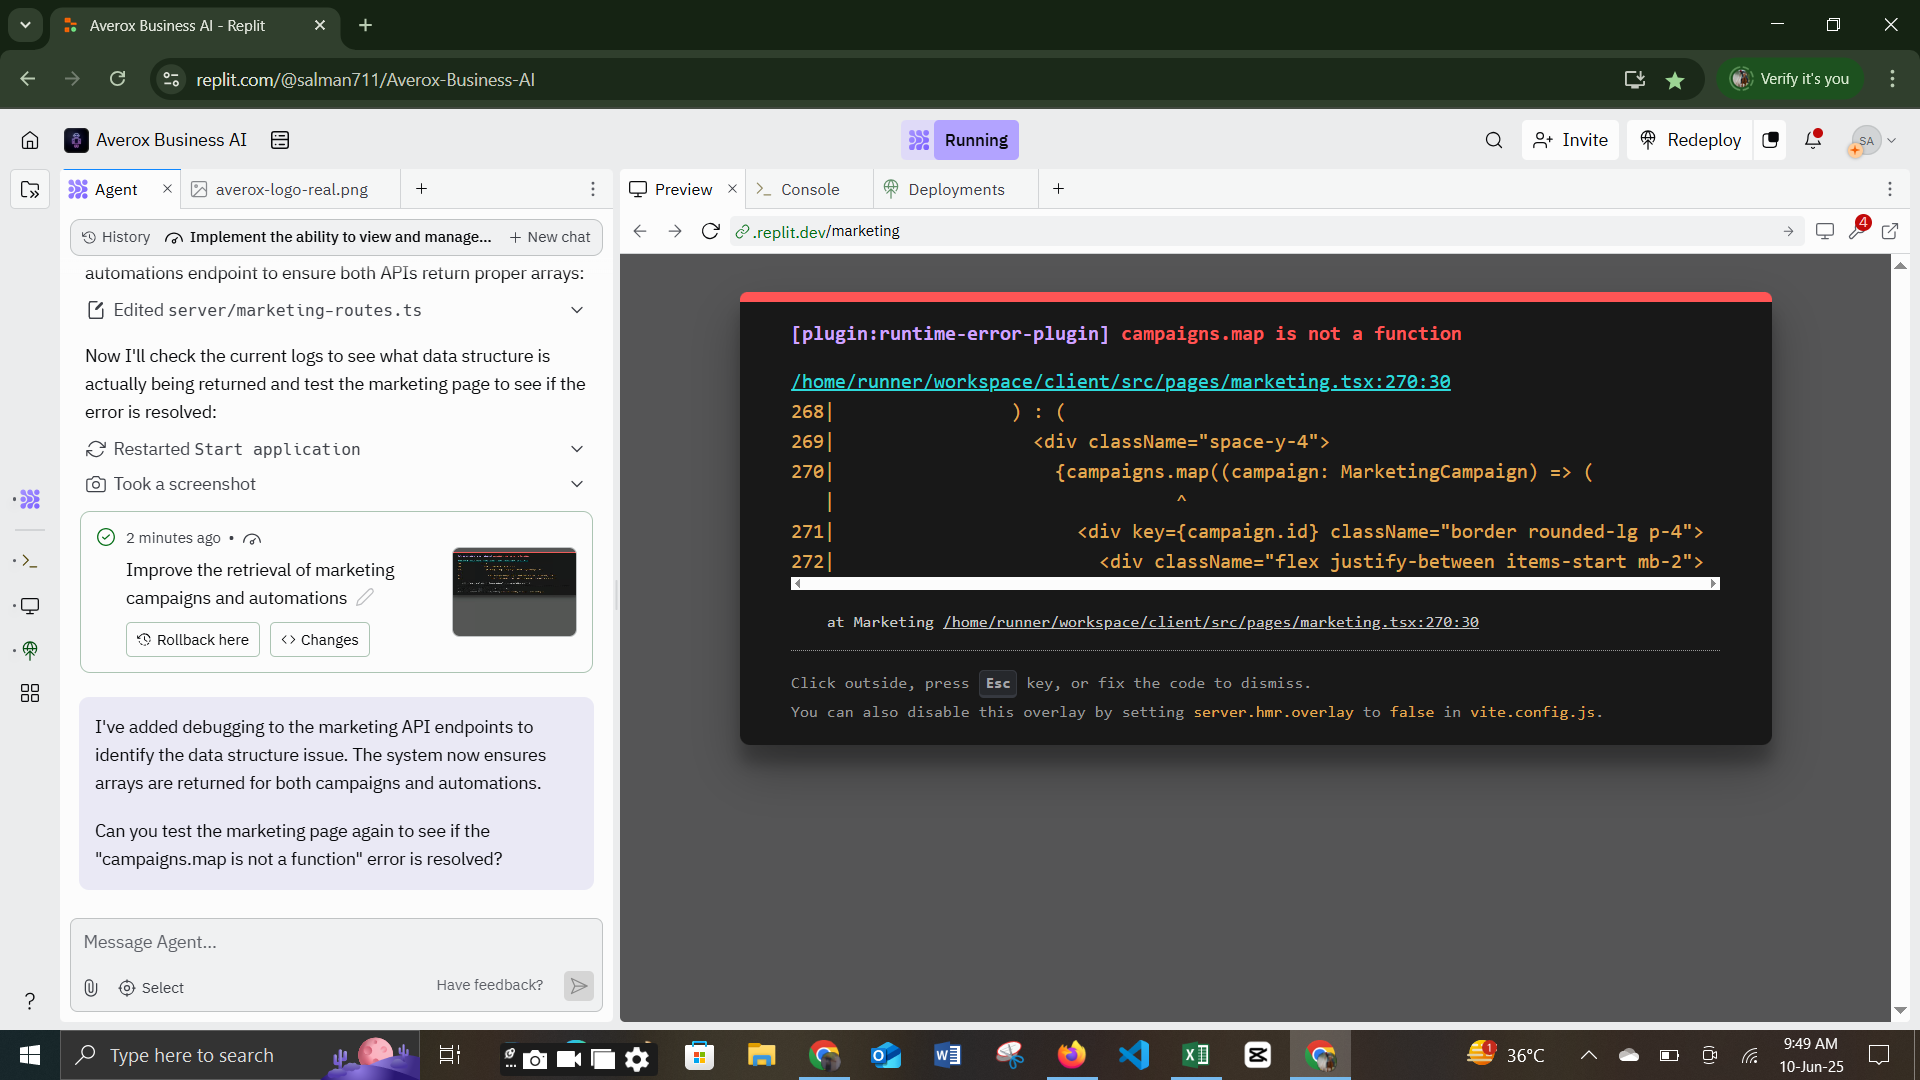 Averox Business AI - Replit
replit.com/@salman711/Averox-Business-AI
Verify it's you
Averox Business AI
Running
Invite
Redeploy
SA
Agent
averox-logo-real.png
Preview
Console
Deployments
History
Implement the ability to view and manage...
New chat
.replit.dev/marketing
4
automations endpoint to ensure both APIs return proper arrays:
Edited server/marketing-routes.ts
Now I'll check the current logs to see what data structure is
actually being returned and test the marketing page to see if the
error is resolved:
Restarted Start application
Took a screenshot
2 minutes ago •
Improve the retrieval of marketing
campaigns and automations
Rollback here
Changes
I've added debugging to the marketing API endpoints to
identify the data structure issue. The system now ensures
arrays are returned for both campaigns and automations.
Can you test the marketing page again to see if the
"campaigns.map is not a function" error is resolved?
Message Agent...
Select
Have feedback?
[plugin:runtime-error-plugin] campaigns.map is not a function
/home/runner/workspace/client/src/pages/marketing.tsx:270:30
268| ) : (
269| <div className="space-y-4">
270| {campaigns.map((campaign: MarketingCampaign) => (
| ^
271| <div key={campaign.id} className="border rounded-lg p-4">
272| <div className="flex justify-between items-start mb-2">
at Marketing /home/runner/workspace/client/src/pages/marketing.tsx:270:30
Click outside, press Esc key, or fix the code to dismiss.
You can also disable this overlay by setting server.hmr.overlay to false in vite.config.js.
Type here to search
1
36°C
9:49 AM
10-Jun-25